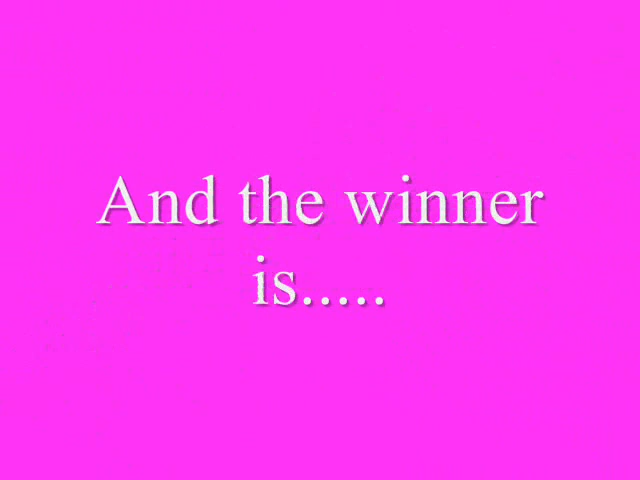 And the winner
is.....